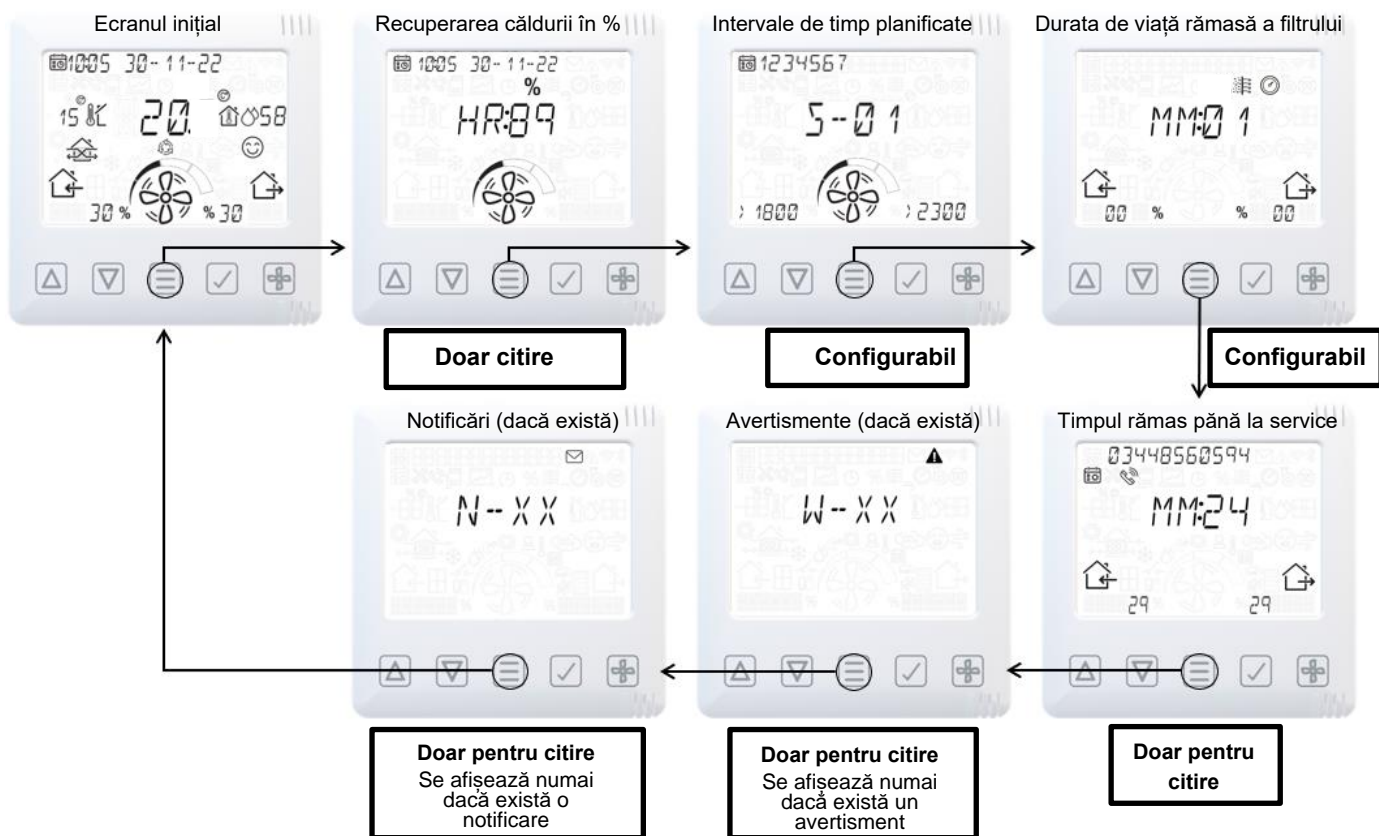 Ecranul inițial
10:05 30-11-22
15
20.
58
30 %
% 30
Recuperarea căldurii în %
10:05 30-11-22
%
HR:89
Doar citire
Intervale de timp planificate
1234567
S-01
> 1800
> 2300
Configurabil
Durata de viață rămasă a filtrului
MM:01
00 %
% 00
Configurabil
Timpul rămas până la service
03448560594
MM:24
29
29
Doar pentru
citire
Avertismente (dacă există)
W-XX
Doar pentru citire
Se afișează numai
dacă există un
avertisment
Notificări (dacă există)
N-XX
Doar pentru citire
Se afișează numai
dacă există o
notificare